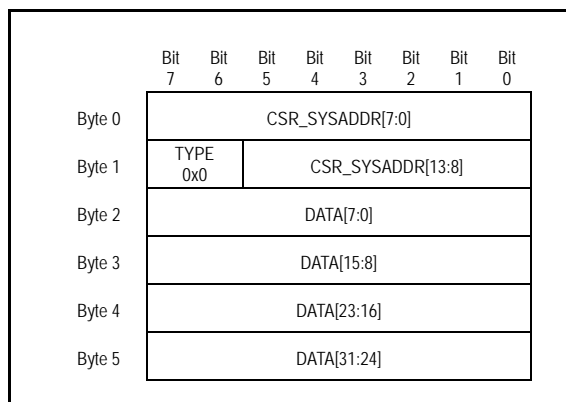 Bit Bit Bit Bit Bit Bit Bit Bit
7 6 5 4 3 2 1 0
Byte 0 CSR_SYSADDR[7:0]
Byte 1 TYPE 0x0 CSR_SYSADDR[13:8]
Byte 2 DATA[7:0]
Byte 3 DATA[15:8]
Byte 4 DATA[23:16]
Byte 5 DATA[31:24]